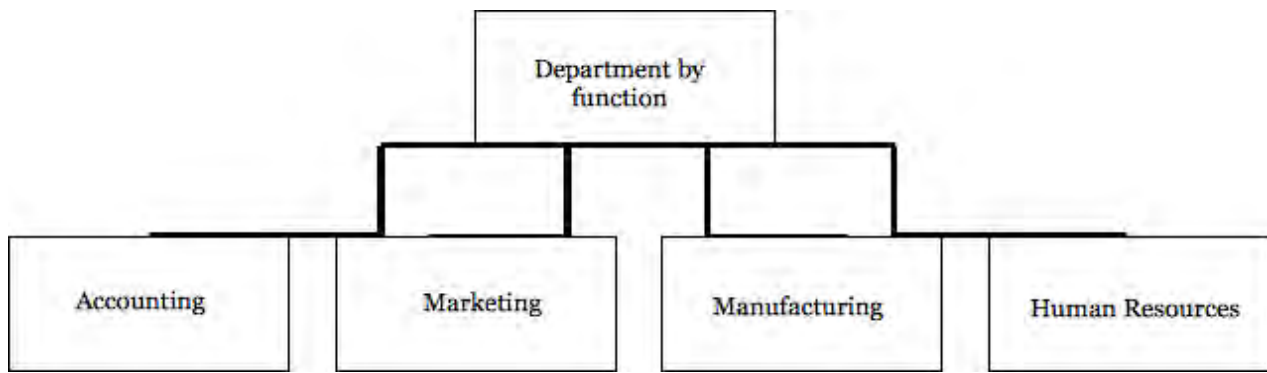 Department by
function
Accounting
Marketing
Manufacturing
Human Resources